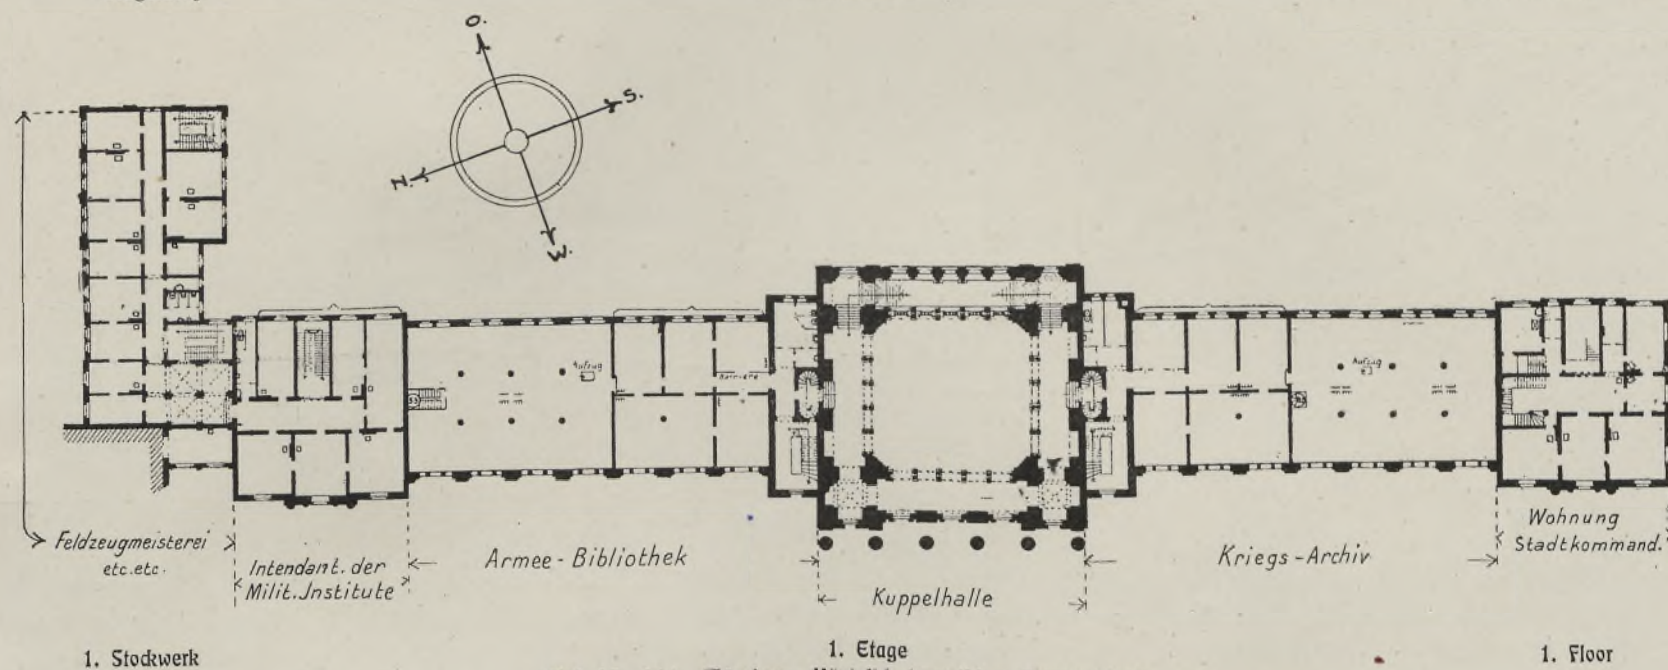 O.
S.
N.
W.
Aufzug
Aufzug
Feldzeugmeisterei
etc. etc.
Intendant. der
Milit. Institute
Armee - Bibliothek
Kuppelhalle
Kriegs - Archiv
Wohnung
Stadtkommand.
1. Stockwerk
1. Etage
1. Floor